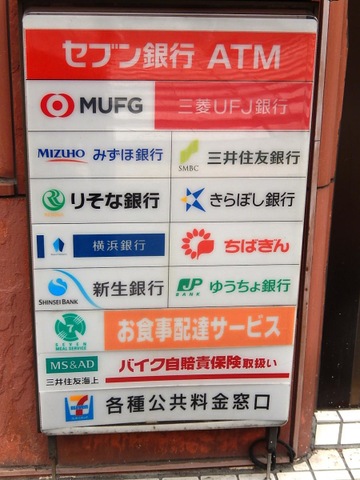 セブン銀行 ATM
MUFG 三菱UFJ銀行
MIZUHO みずほ銀行
SMBC 三井住友銀行
りそな銀行
きらぼし銀行
横浜銀行
ちばぎん
SHINSEI BANK 新生銀行
JP BANK ゆうちょ銀行
7 SEVEN MEAL SERVICE お食事配達サービス
MS&AD 三井住友海上 バイク自賠責保険取扱い
各種公共料金窓口